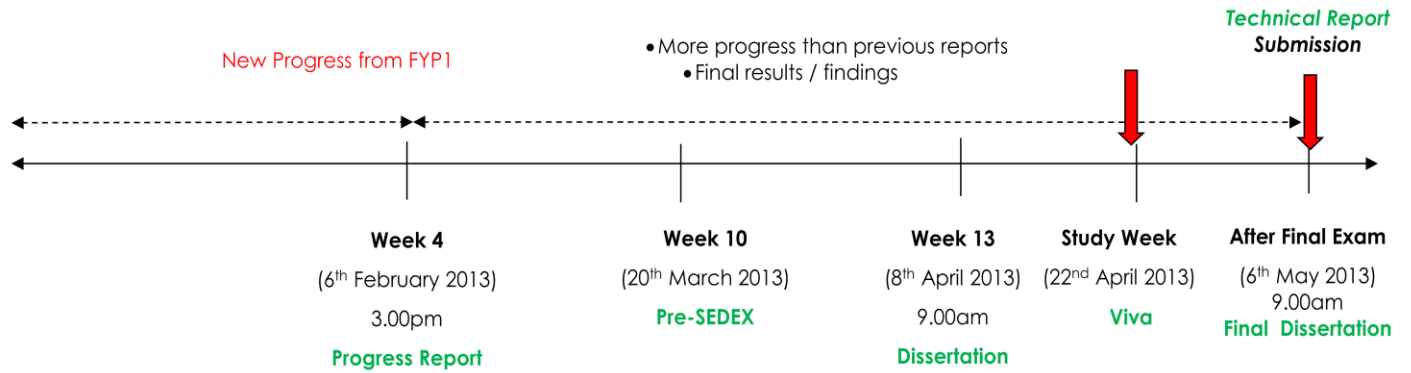 Technical Report
Submission
New Progress from FYP1
•More progress than previous reports
•Final results / findings
Week 4
(6th February 2013)
3.00pm
Progress Report
Week 10
(20th March 2013)
Pre-SEDEX
Week 13
(8th April 2013)
9.00am
Dissertation
Study Week
(22nd April 2013)
Viva
After Final Exam
(6th May 2013)
9.00am
Final Dissertation